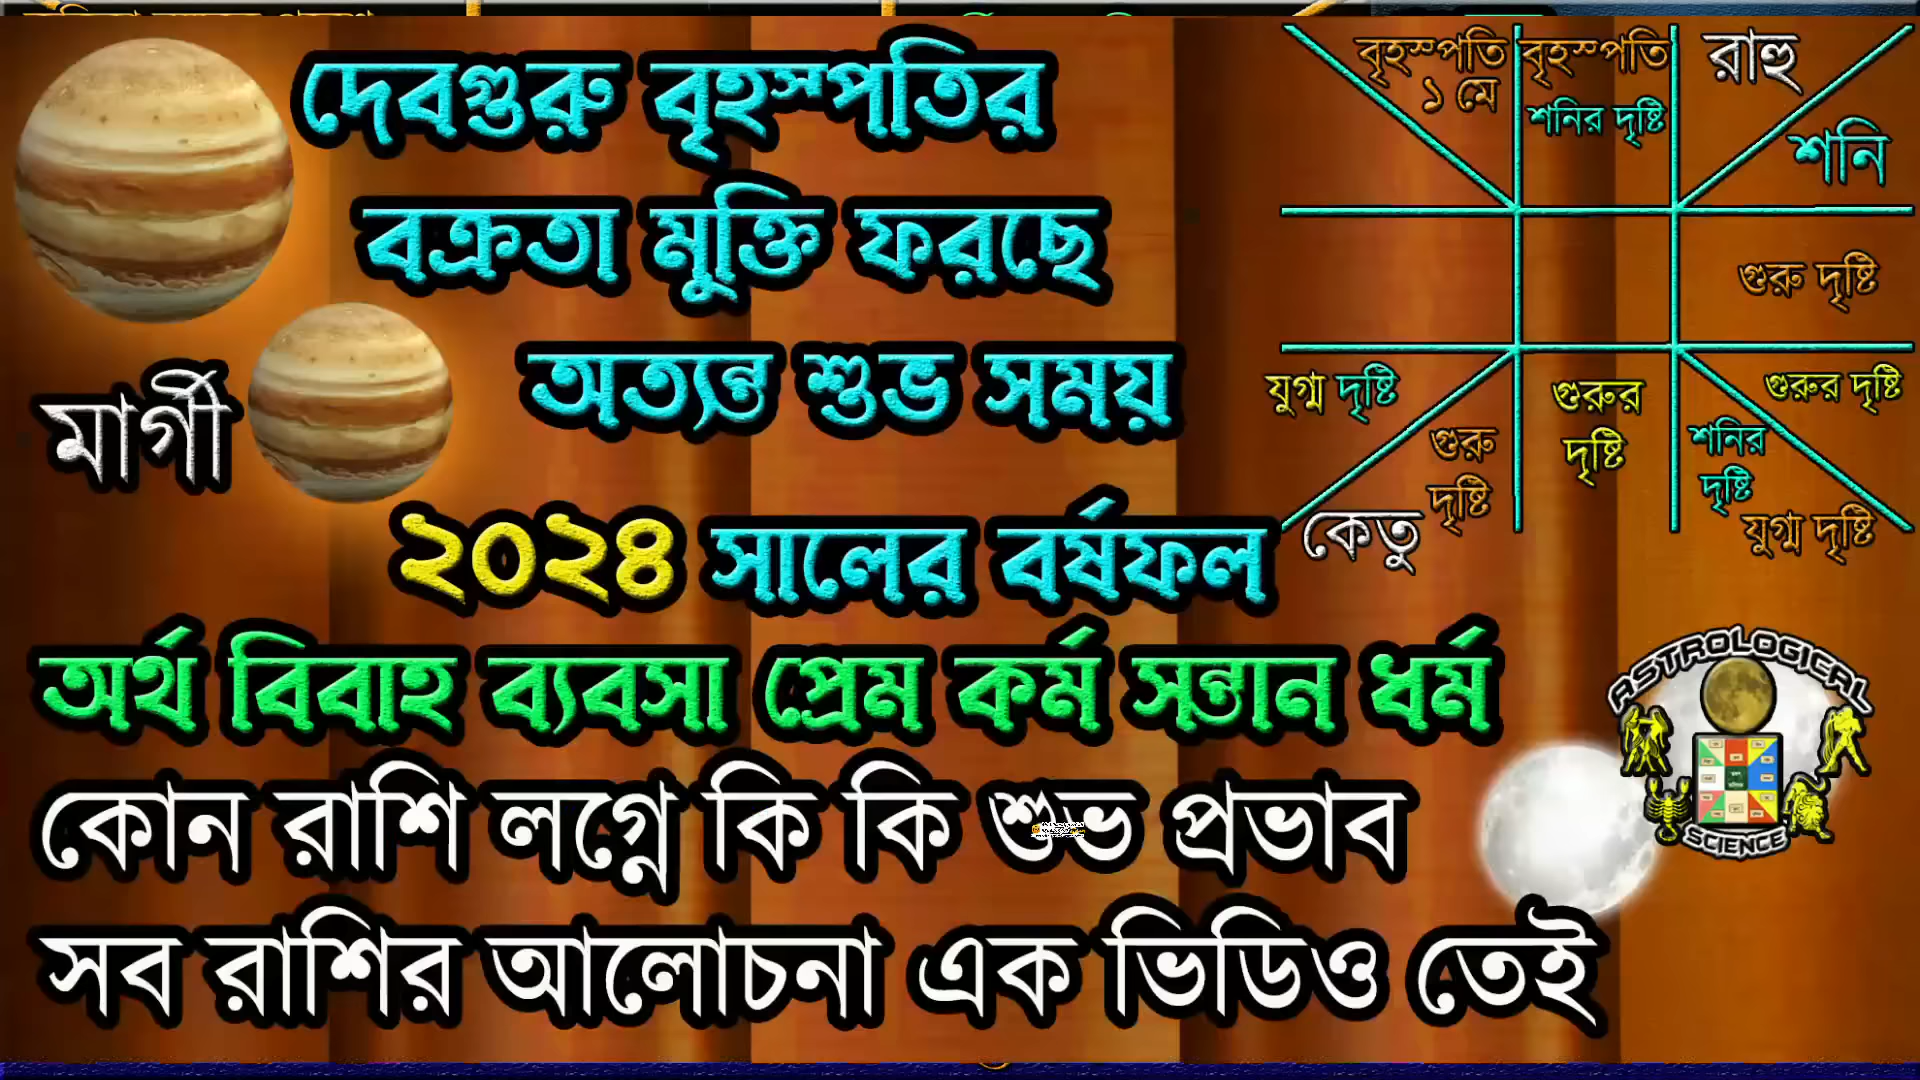 দেবগুরু বৃহস্পতির
বক্রতা মুক্তি ফরছে
অত্যন্ত শুভ সময়
মার্গী
২০২৪ সালের বর্ষফল
অর্থ বিবাহ ব্যবসা প্রেম কর্ম সন্তান ধর্ম
কোন রাশি লগ্নে কি কি শুভ প্রভাব
সব রাশির আলোচনা এক ভিডিও তেই
বৃহস্পতি
১ মে
বৃহস্পতি
শনির দৃষ্টি
রাহু
শনি
গুরু দৃষ্টি
যুগ্ম দৃষ্টি
গুরু
দৃষ্টি
কেতু
গুরুর
দৃষ্টি
গুরুর দৃষ্টি
শনির
দৃষ্টি
যুগ্ম দৃষ্টি
ASTROLOGICAL
SCIENCE